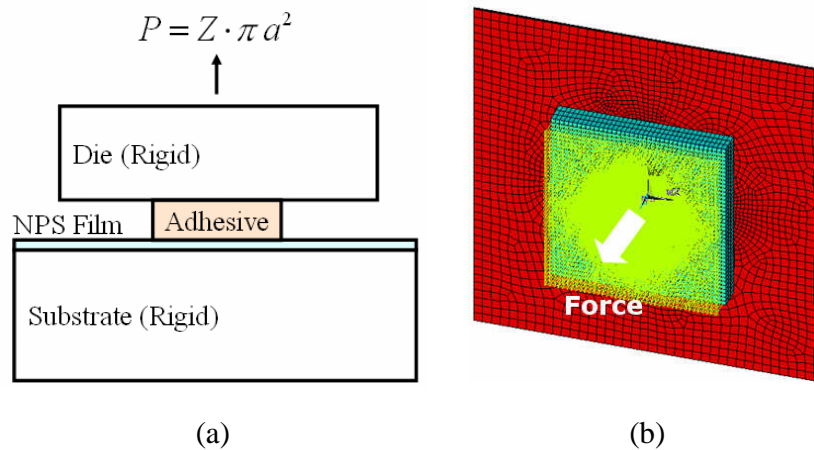 P = Z · π a²
Die (Rigid)
NPS Film
Adhesive
Substrate (Rigid)
Force
(a)
(b)